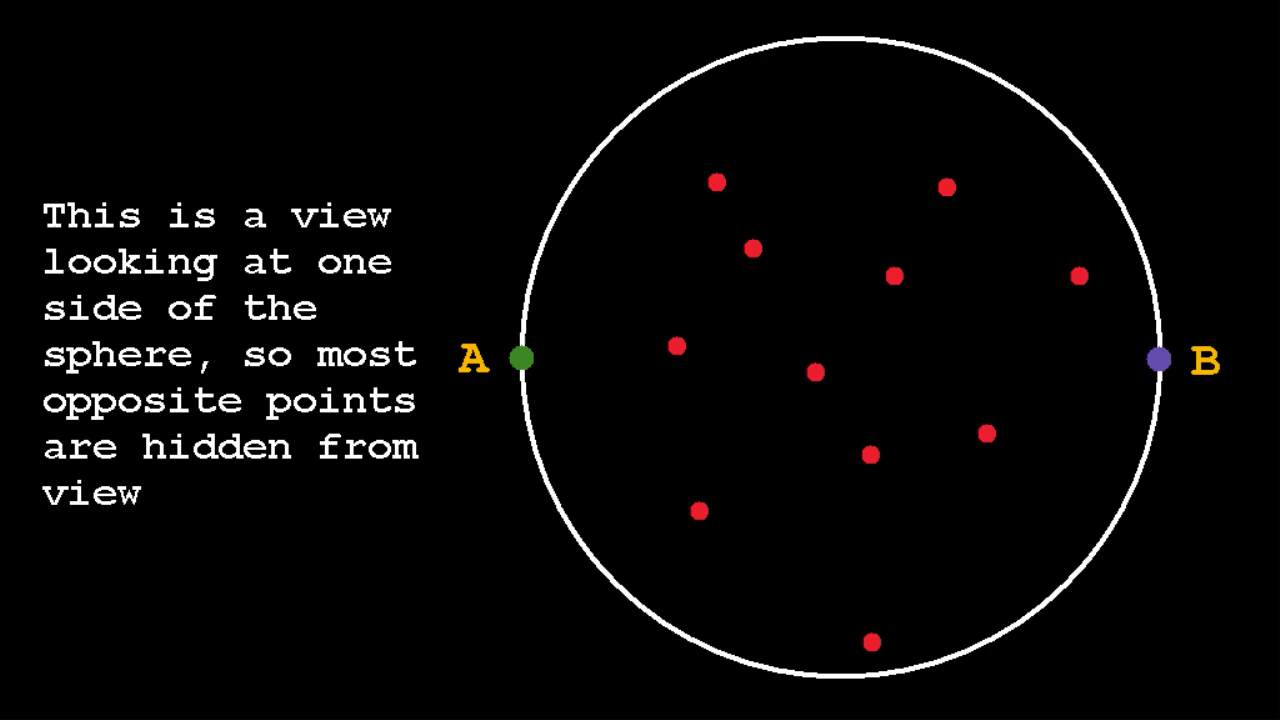 This is a view
looking at one
side of the
sphere, so most
opposite points
are hidden from
view
A
B